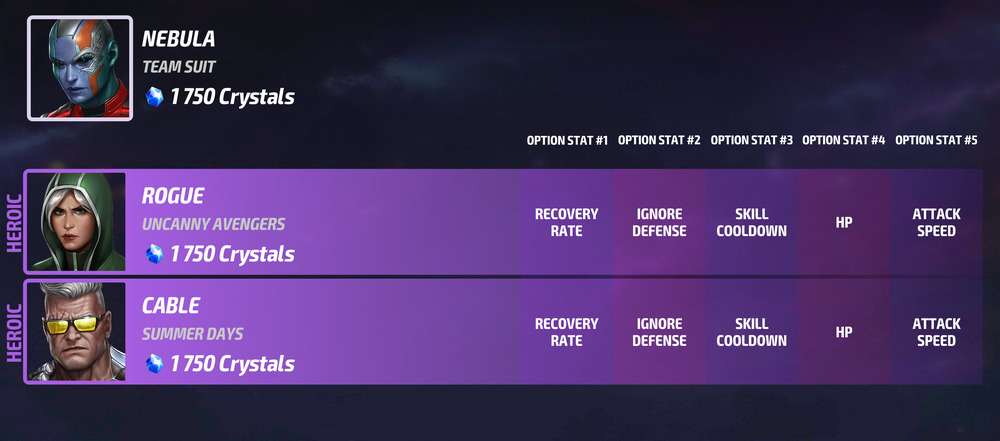 NEBULA
TEAM SUIT
1 750 Crystals
OPTION STAT #1 OPTION STAT #2 OPTION STAT #3 OPTION STAT #4 OPTION STAT #5
HEROIC
ROGUE
UNCANNY AVENGERS
1 750 Crystals
RECOVERY
RATE
IGNORE
DEFENSE
SKILL
COOLDOWN
HP
ATTACK
SPEED
HEROIC
CABLE
SUMMER DAYS
1 750 Crystals
RECOVERY
RATE
IGNORE
DEFENSE
SKILL
COOLDOWN
HP
ATTACK
SPEED